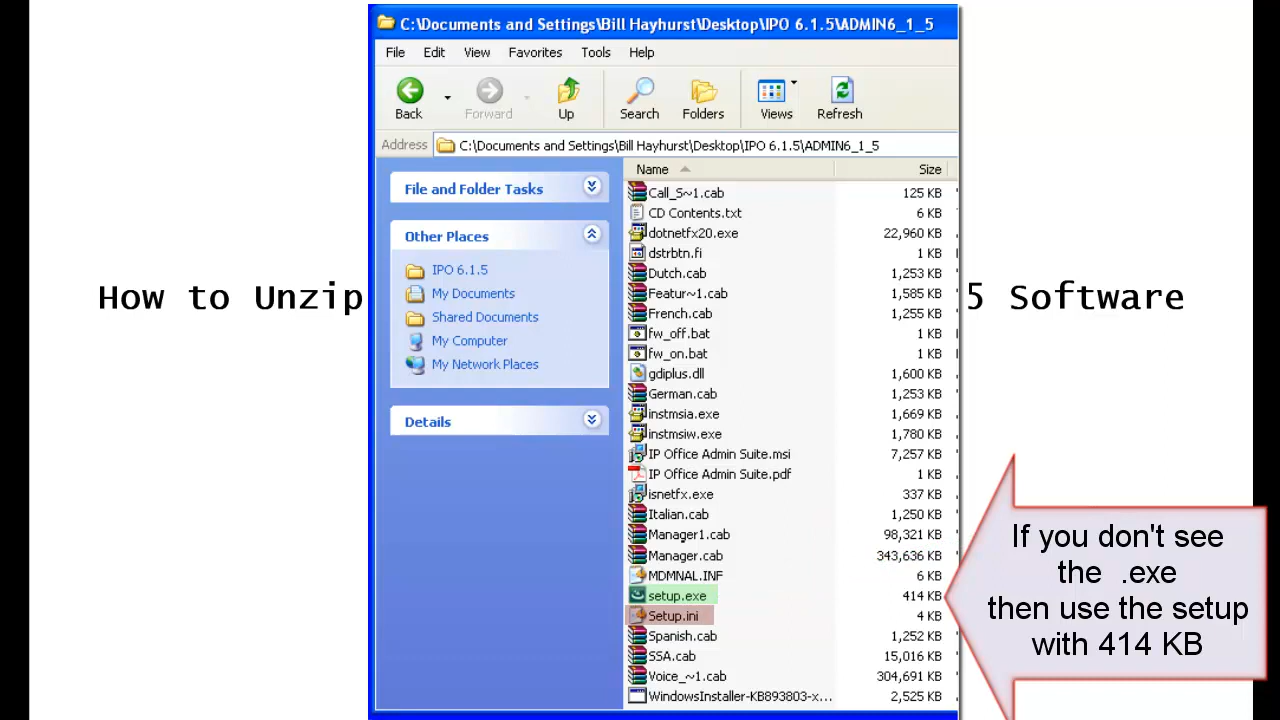 C:\Documents and Settings\Bill Hayhurst\Desktop\IPO 6.1.5\ADMIN6_1_5
File Edit View Favorites Tools Help
Back Forward Up Search Folders Views Refresh
Address C:\Documents and Settings\Bill Hayhurst\Desktop\IPO 6.1.5\ADMIN6_1_5
File and Folder Tasks
Other Places
IPO 6.1.5
My Documents
Shared Documents
My Computer
My Network Places
Details
Name Size
Call_S~1.cab 125 KB
CD Contents.txt 6 KB
dotnetfx20.exe 22,960 KB
dstrbtn.fi 1 KB
Dutch.cab 1,253 KB
Featur~1.cab 1,585 KB
French.cab 1,255 KB
fw_off.bat 1 KB
fw_on.bat 1 KB
gdiplus.dll 1,600 KB
German.cab 1,253 KB
instmsia.exe 1,669 KB
instmsiw.exe 1,780 KB
IP Office Admin Suite.msi 7,257 KB
IP Office Admin Suite.pdf 1 KB
isnetfx.exe 337 KB
Italian.cab 1,250 KB
Manager1.cab 98,321 KB
Manager.cab 343,636 KB
MDMNAL.INF 6 KB
setup.exe 414 KB
Setup.ini 4 KB
Spanish.cab 1,252 KB
SSA.cab 15,016 KB
Voice_~1.cab 304,691 KB
WindowsInstaller-KB893803-x... 2,525 KB
How to Unzip 5 Software
If you don't see
the .exe
then use the setup
with 414 KB